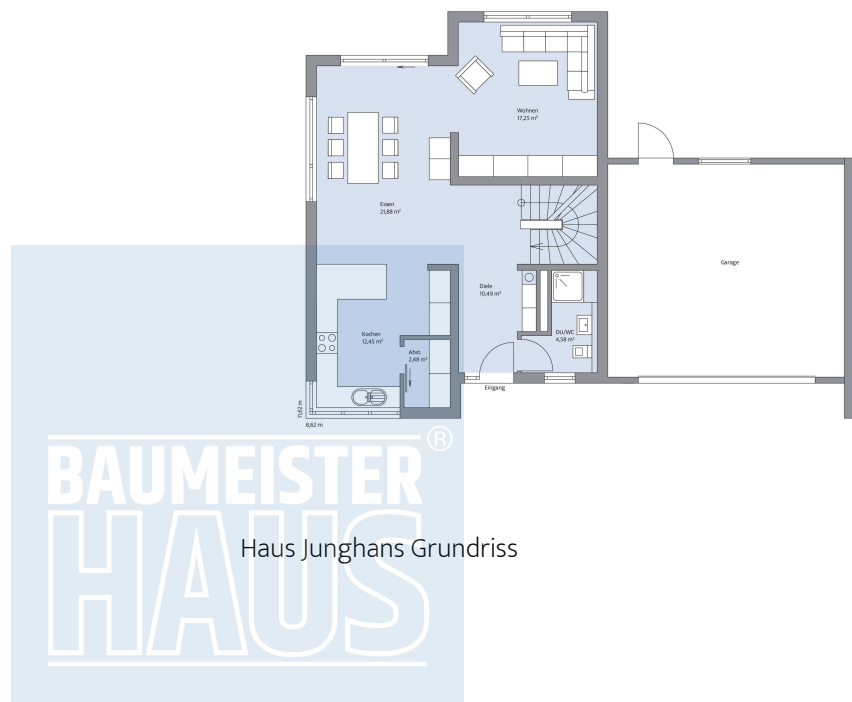 Wohnen
17,25 m²
Essen
21,88 m²
Garage
Diele
10,49 m²
Kochen
12,45 m²
DU/WC
4,58 m²
Abst.
2,48 m²
Eingang
11,62 m
8,62 m
BAUMEISTER ®
HAUS
Haus Junghans Grundriss